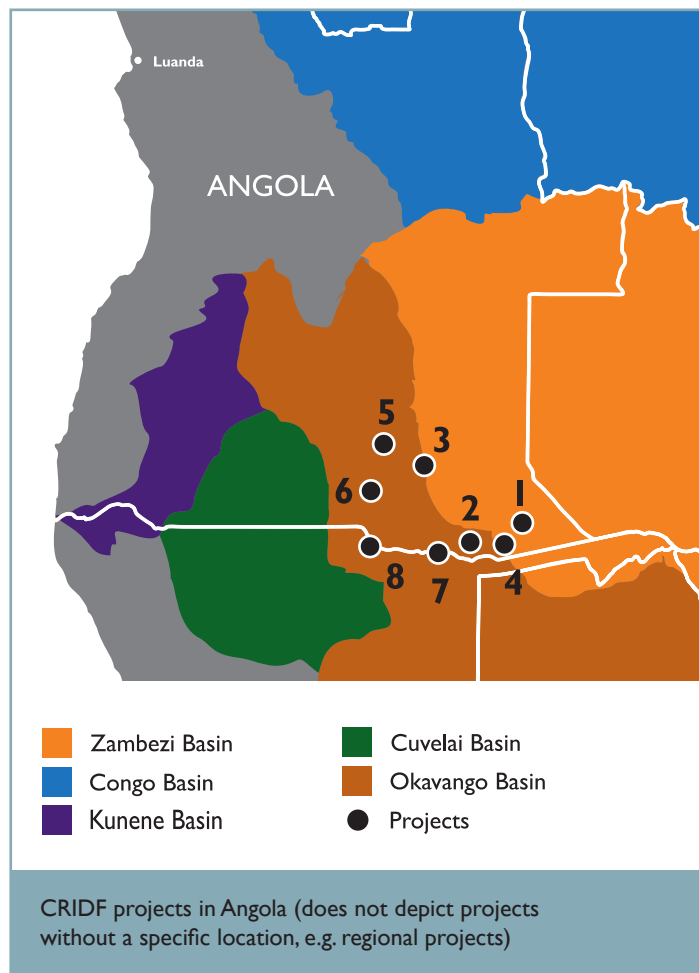 Luanda
ANGOLA
5
3
6
2
1
8
7
4
Zambezi Basin
Congo Basin
Kunene Basin
Cuvelai Basin
Okavango Basin
Projects
CRIDF projects in Angola (does not depict projects
without a specific location, e.g. regional projects)